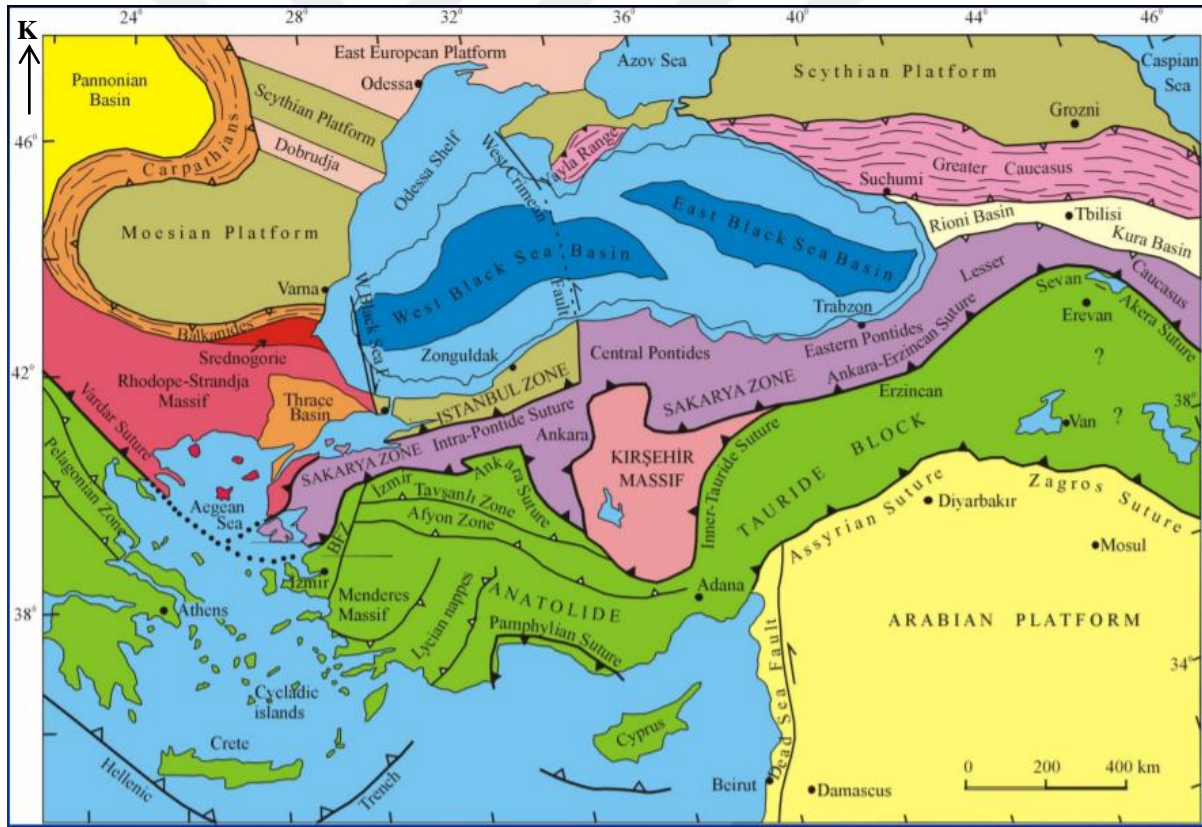 24°
28°
32°
36°
40°
44°
46°
K
East European Platform
Azov Sea
Caspian
Sea
Pannonian
Basin
Odessa
Scythian Platform
Scythian Platform
Grozni
46°
Carpathians
Dobrudja
Odessa Shelf
West Crimean
Fault
Yayla Range
Greater Caucasus
Suchumi
Rioni Basin
Tbilisi
Kura Basin
Moesian Platform
East Black Sea Basin
West Black Sea Basin
Lesser
Caucasus
Varna
W. Black Sea F.
Trabzon
Sevan
Akera Suture
Erevan
Balkanides
Srednogorie
Zonguldak
Central Pontides
Eastern Pontides
Ankara-Erzincan Suture
42°
Rhodope-Strandja
Massif
ISTANBUL ZONE
SAKARYA ZONE
Erzincan
?
Vardar Suture
Thrace
Basin
Intra-Pontide Suture
Ankara
38°
Van
?
Pelagonian Zone
SAKARYA ZONE
KIRŞEHİR
MASSIF
Inner-Tauride Suture
TAURIDE BLOCK
Aegean
Sea
İzmir
Ankara Suture
Tavşanlı Zone
Afyon Zone
BFZ
Assyrian Suture
Diyarbakır
Zagros Suture
Mosul
İzmir
Menderes
Massif
Lycian nappes
ANATOLIDE
Adana
38°
Athens
Pamphylian Suture
ARABIAN PLATFORM
34°
Cycladic
islands
Dead Sea Fault
Crete
Cyprus
Hellenic
Trench
Beirut
Damascus
0 200 400 km